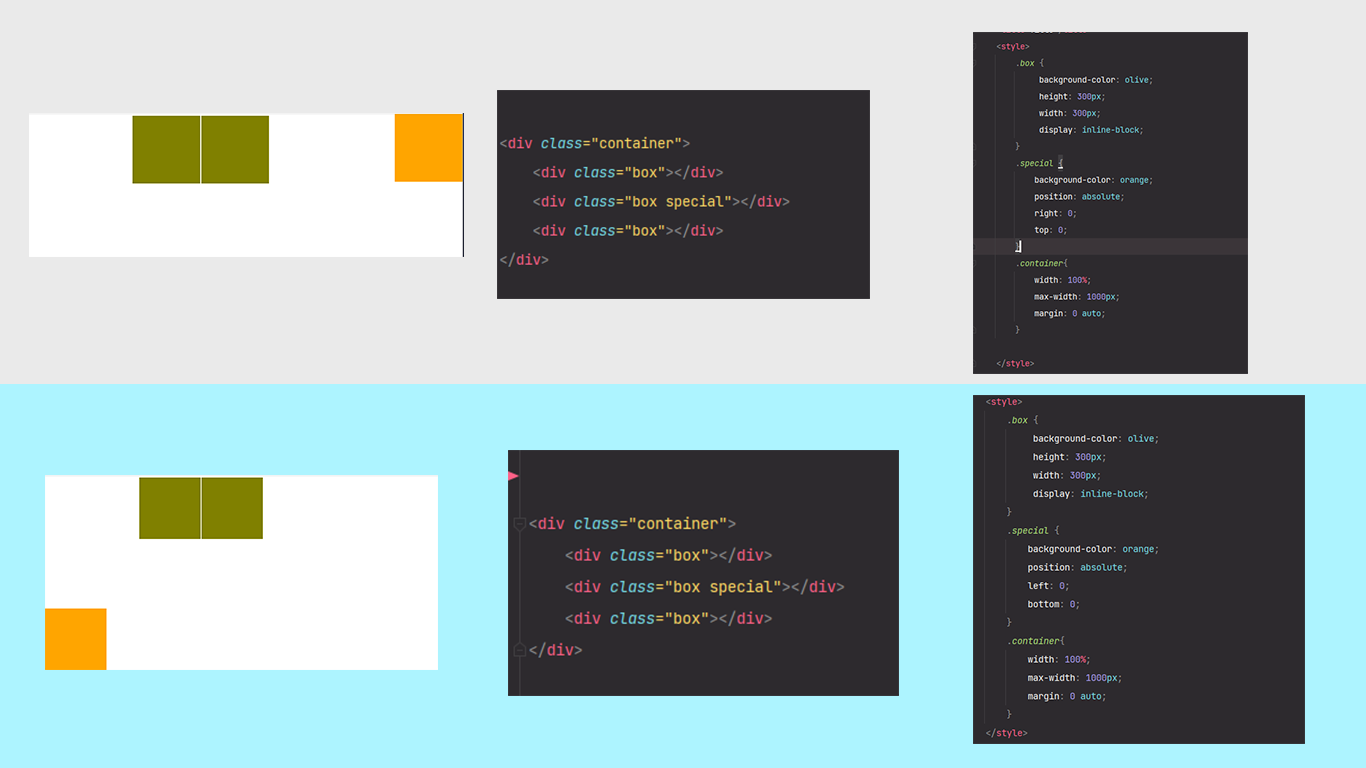 <div class="container">
<div class="box"></div>
<div class="box special"></div>
<div class="box"></div>
</div>
<style>
.box {
background-color: olive;
height: 300px;
width: 300px;
display: inline-block;
}
.special {
background-color: orange;
position: absolute;
right: 0;
top: 0;
}
.container{
width: 100%;
max-width: 1000px;
margin: 0 auto;
}
</style>
<div class="container">
<div class="box"></div>
<div class="box special"></div>
<div class="box"></div>
</div>
<style>
.box {
background-color: olive;
height: 300px;
width: 300px;
display: inline-block;
}
.special {
background-color: orange;
position: absolute;
left: 0;
bottom: 0;
}
.container{
width: 100%;
max-width: 1000px;
margin: 0 auto;
}
</style>